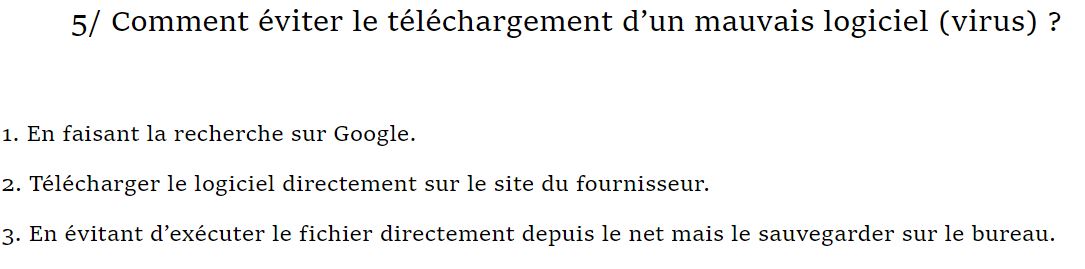 5/ Comment éviter le téléchargement d’un mauvais logiciel (virus) ?
1. En faisant la recherche sur Google.
2. Télécharger le logiciel directement sur le site du fournisseur.
3. En évitant d’exécuter le fichier directement depuis le net mais le sauvegarder sur le bureau.